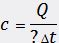 c = Q / ? Δt